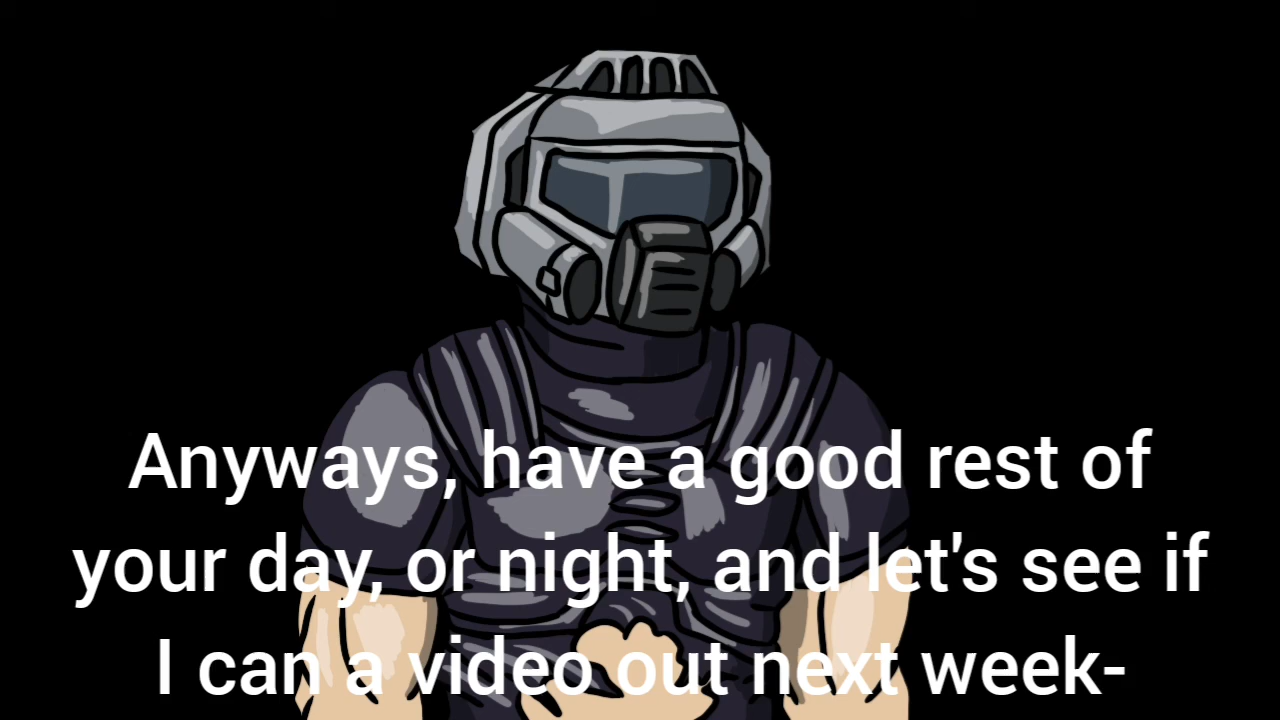 Anyways, have a good rest of
your day, or night, and let's see if
I can a video out next week-